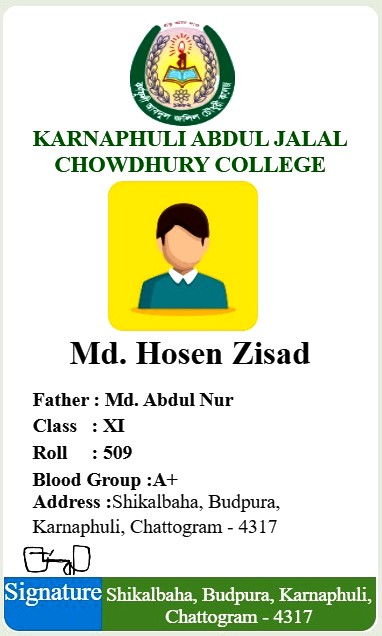 KARNAPHULI ABDUL JALAL
CHOWDHURY COLLEGE
Md. Hosen Zisad
Father : Md. Abdul Nur
Class : XI
Roll : 509
Blood Group :A+
Address :Shikalbaha, Budpura,
Karnaphuli, Chattogram - 4317
Signature
Shikalbaha, Budpura, Karnaphuli,
Chattogram - 4317